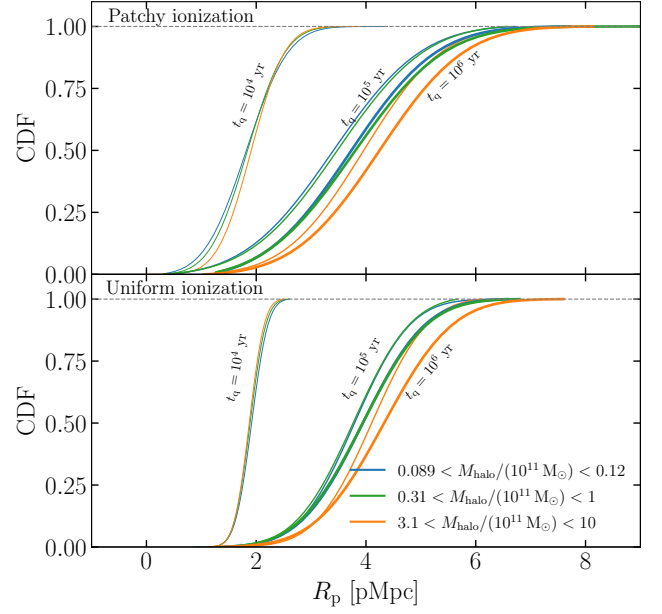 Patchy ionization
1.00
0.75
0.50
0.25
0.00
CDF
t_q = 10^4 yr
t_q = 10^5 yr
t_q = 10^6 yr
Uniform ionization
1.00
0.75
0.50
0.25
0.00
CDF
t_q = 10^4 yr
t_q = 10^5 yr
t_q = 10^6 yr
0.089 < M_halo/(10^11 M_⊙) < 0.12
0.31 < M_halo/(10^11 M_⊙) < 1
3.1 < M_halo/(10^11 M_⊙) < 10
0 2 4 6 8
R_p [pMpc]